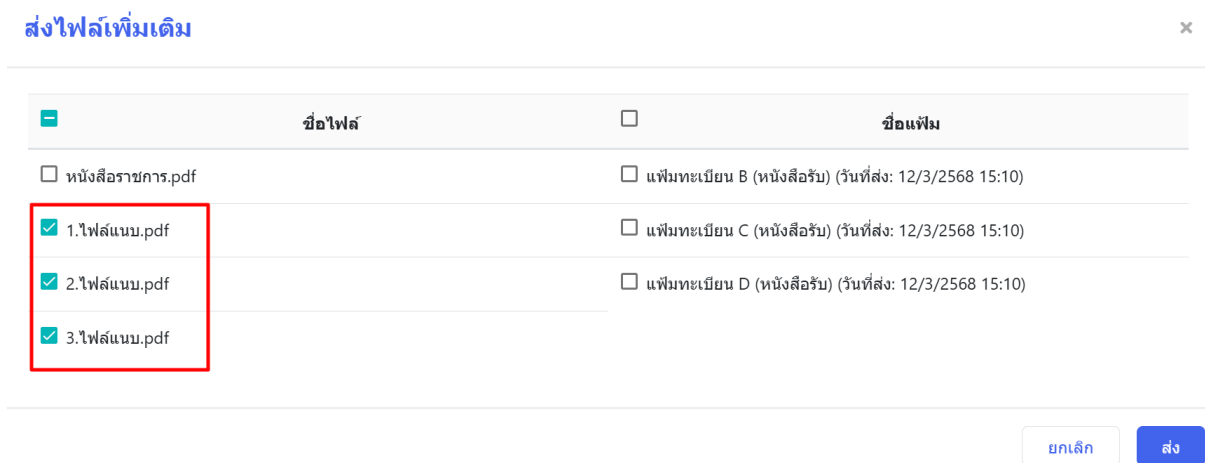 ส่งไฟล์เพิ่มเติม
ชื่อไฟล์ ชื่อแฟ้ม
หนังสือราชการ.pdf แฟ้มทะเบียน B (หนังสือรับ) (วันที่ส่ง: 12/3/2568 15:10)
1.ไฟล์แนบ.pdf แฟ้มทะเบียน C (หนังสือรับ) (วันที่ส่ง: 12/3/2568 15:10)
2.ไฟล์แนบ.pdf แฟ้มทะเบียน D (หนังสือรับ) (วันที่ส่ง: 12/3/2568 15:10)
3.ไฟล์แนบ.pdf
ยกเลิก ส่ง